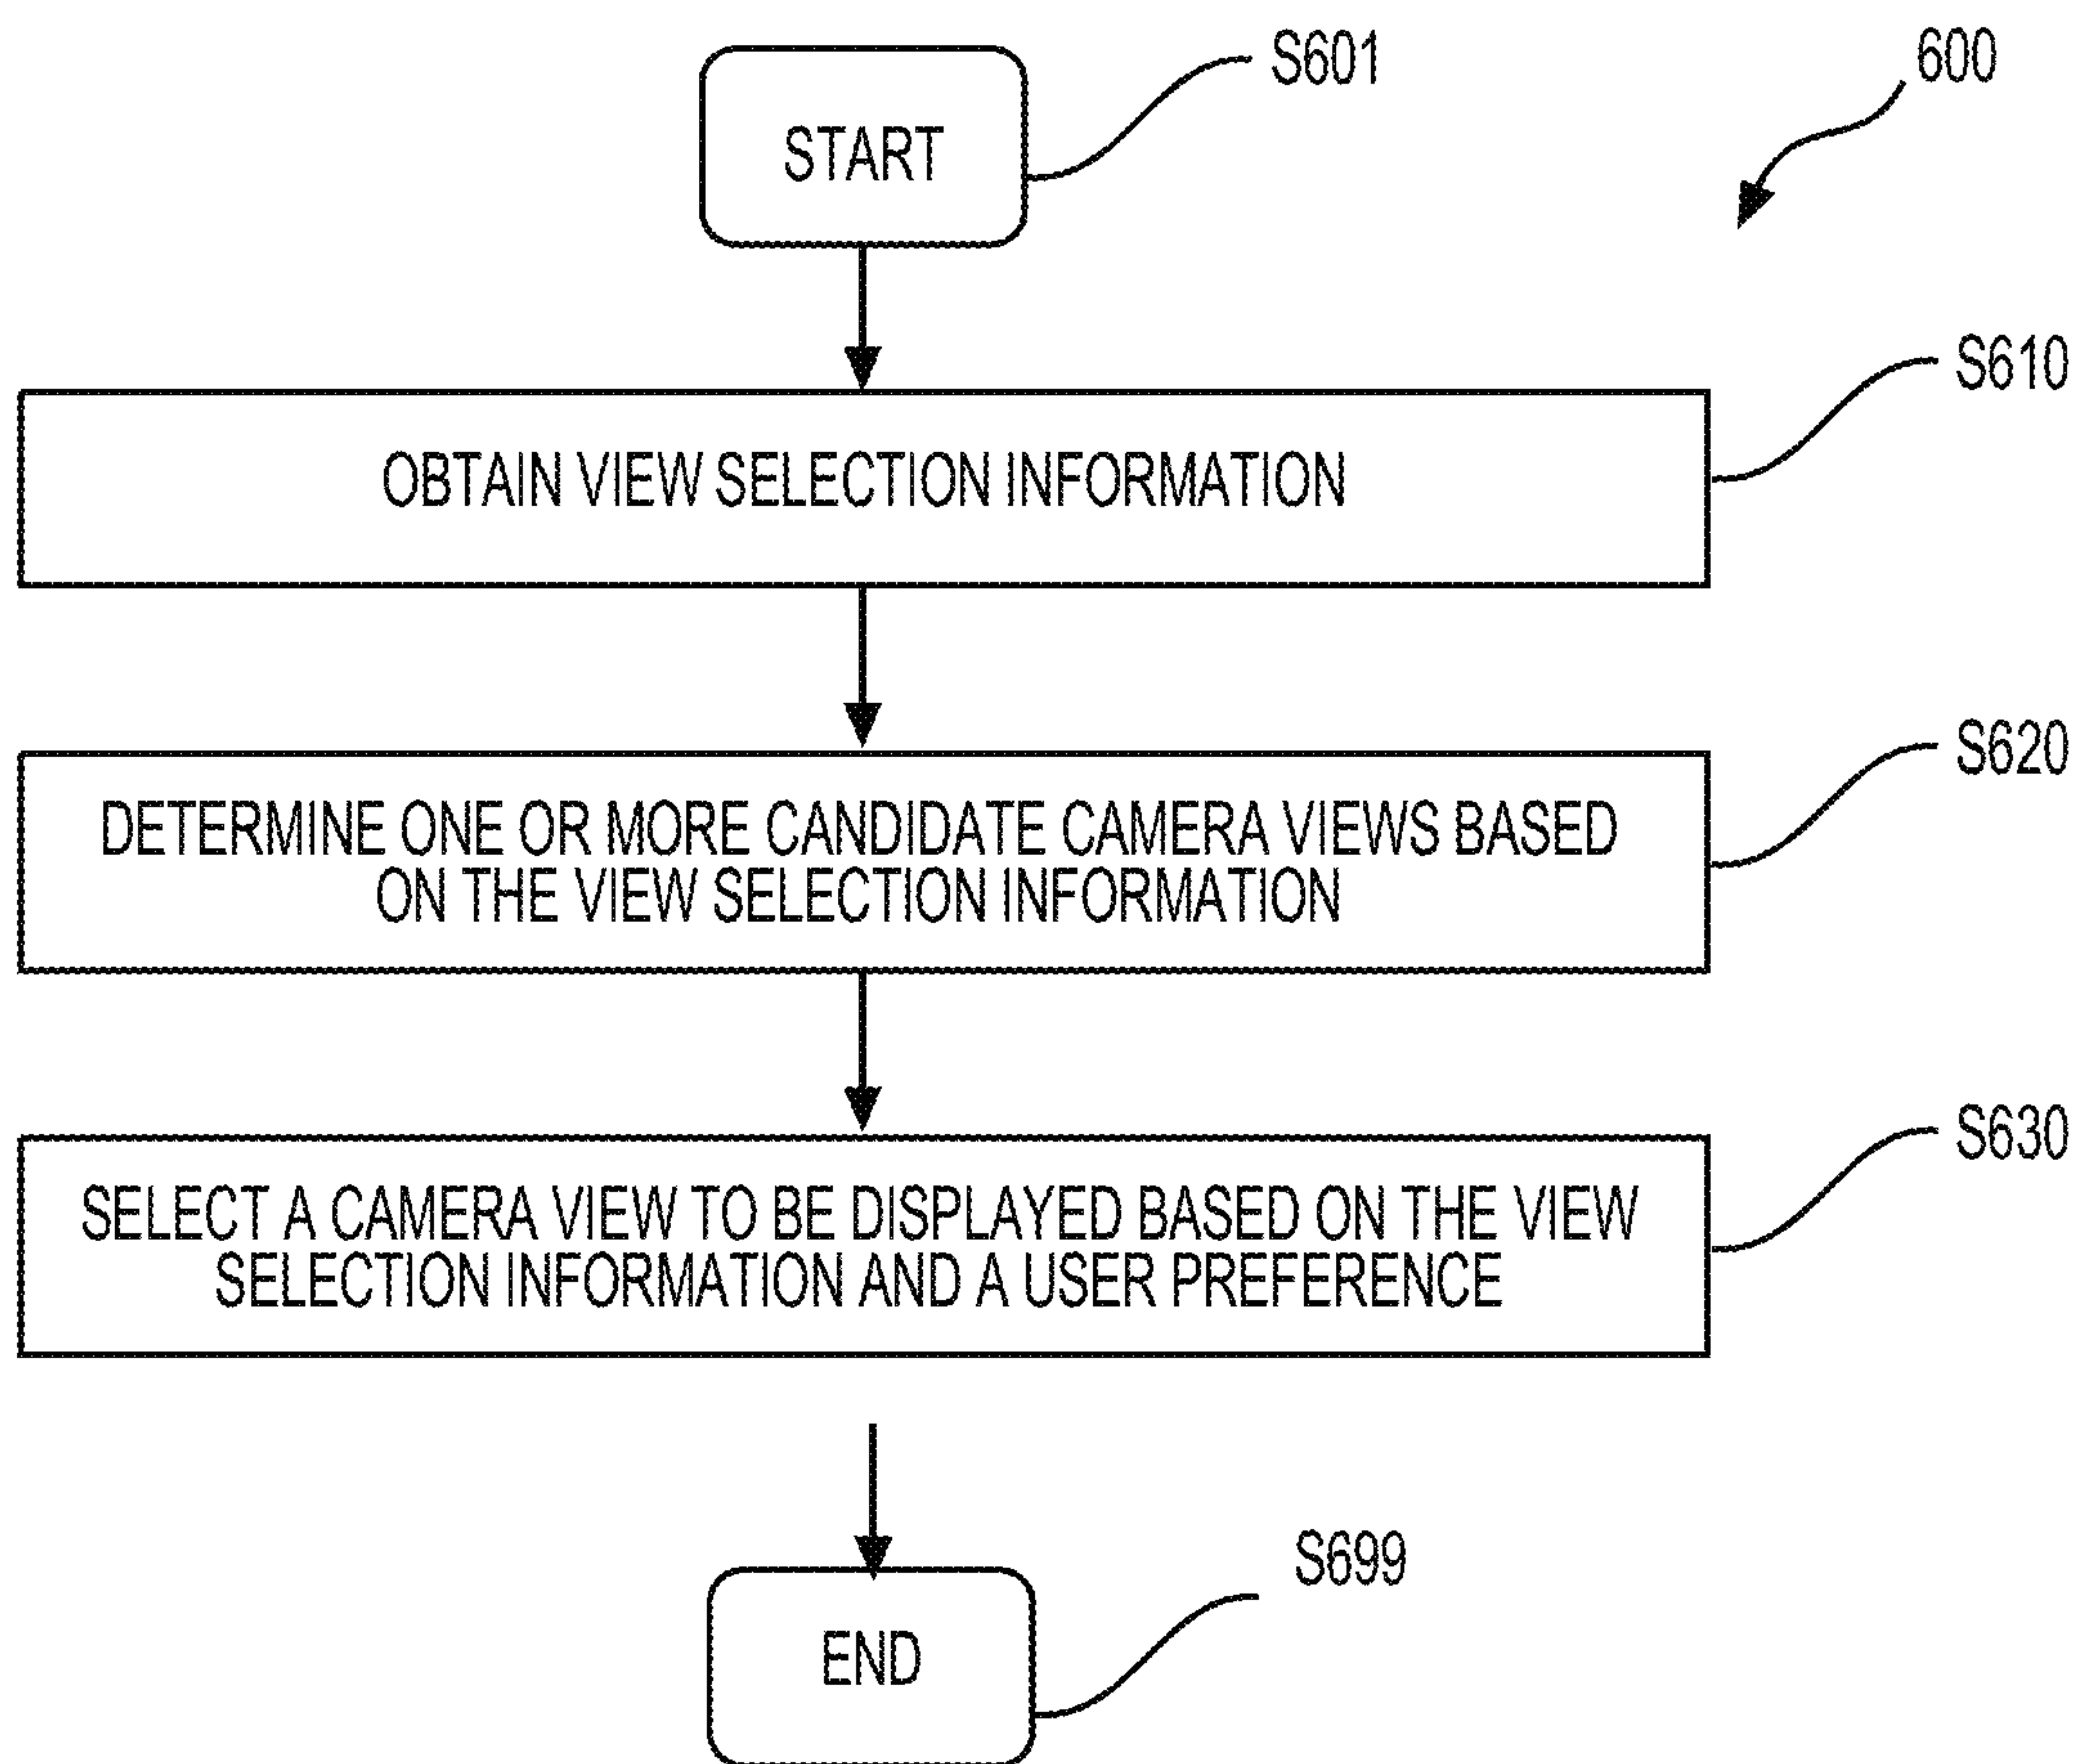 S601
600
START
S610
OBTAIN VIEW SELECTION INFORMATION
S620
DETERMINE ONE OR MORE CANDIDATE CAMERA VIEWS BASED
ON THE VIEW SELECTION INFORMATION
S630
SELECT A CAMERA VIEW TO BE DISPLAYED BASED ON THE VIEW
SELECTION INFORMATION AND A USER PREFERENCE
S699
END